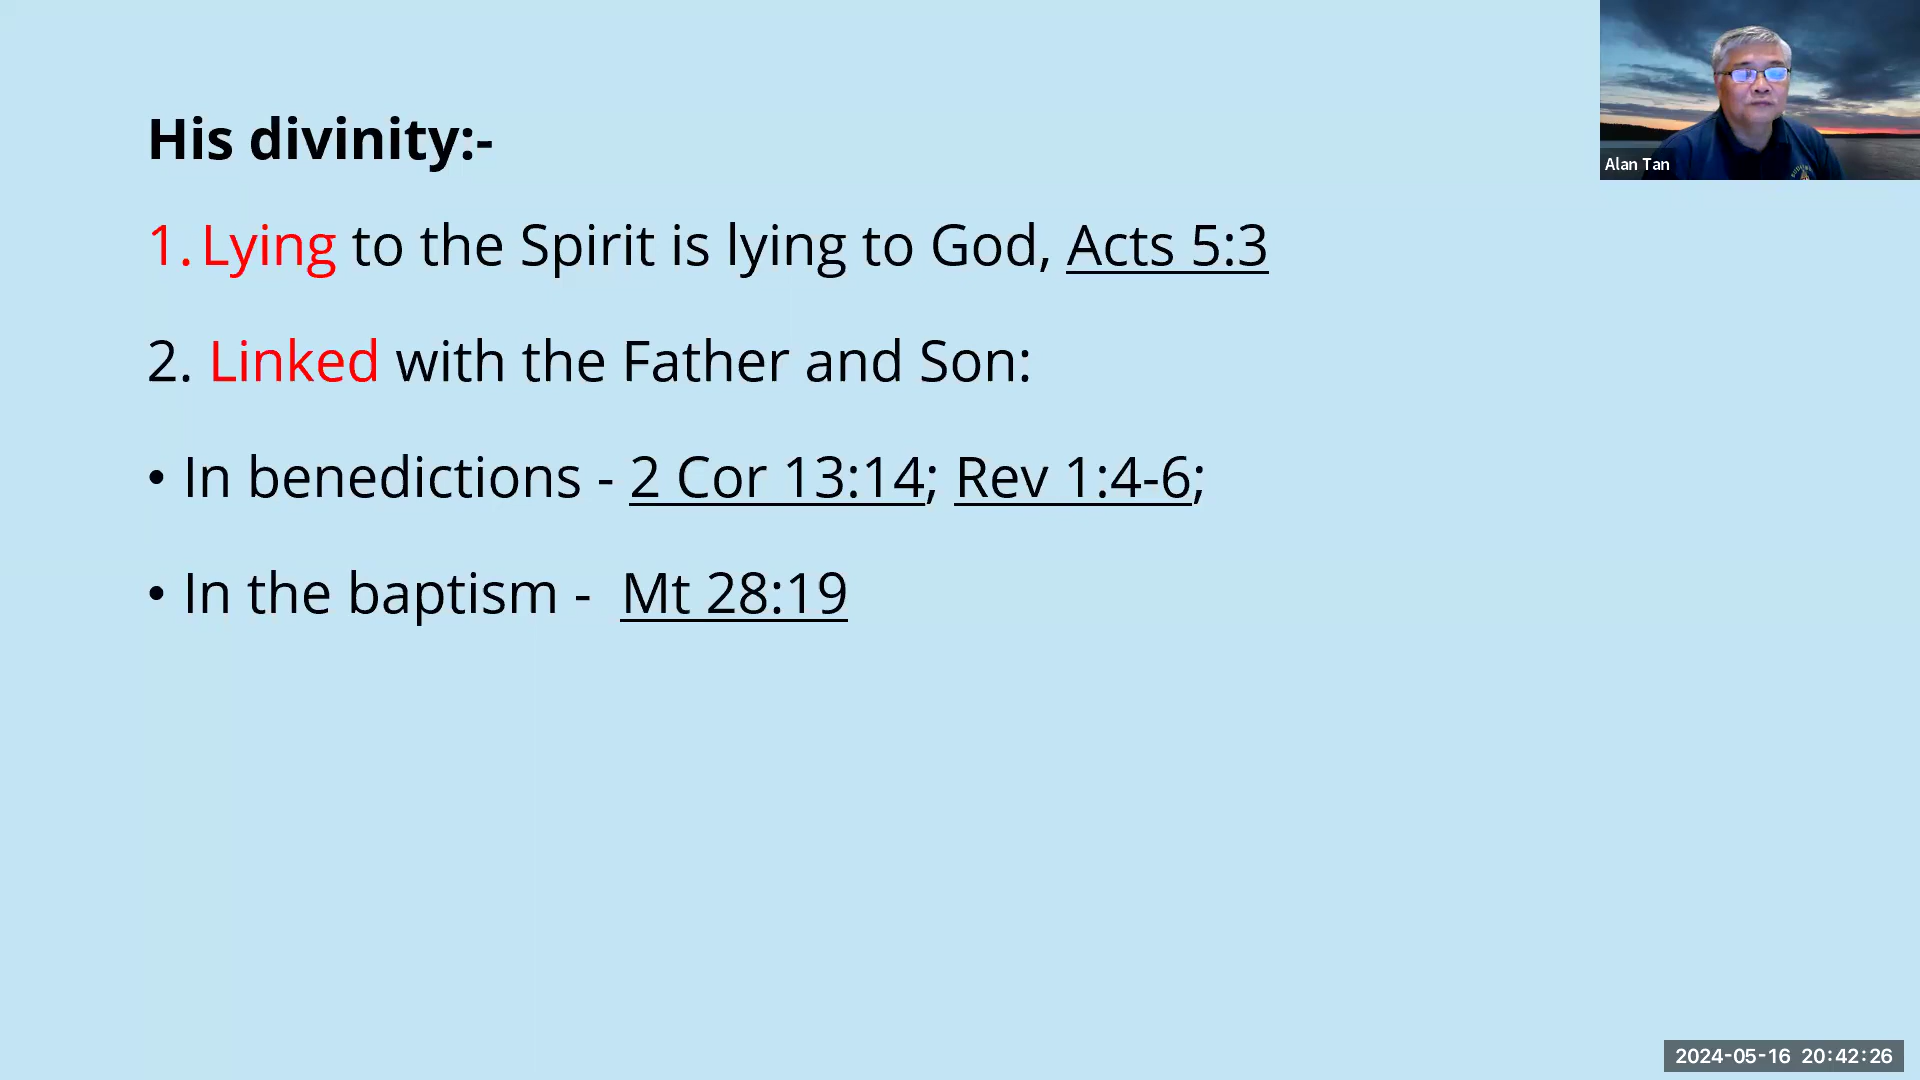 His divinity:-
1. Lying to the Spirit is lying to God, Acts 5:3
2. Linked with the Father and Son:
• In benedictions - 2 Cor 13:14; Rev 1:4-6;
• In the baptism -  Mt 28:19
Alan Tan
2024-05-16 20:42:26